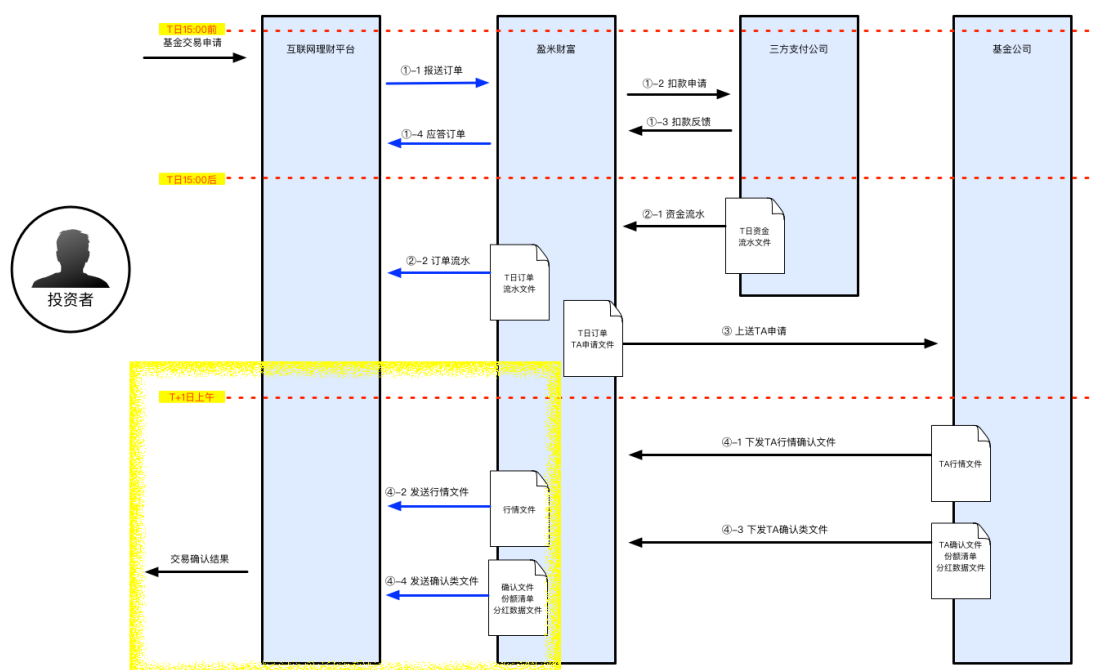 T日15:00前
基金交易申请
互联网理财平台
盈米财富
三方支付公司
基金公司
①-1 报送订单
①-2 扣款申请
①-3 扣款反馈
①-4 应答订单
T日15:00后
②-1 资金流水
T日资金
流水文件
②-2 订单流水
T日订单
流水文件
投资者
T日订单
TA申请文件
③ 上送TA申请
T+1日上午
④-1 下发TA行情确认文件
TA行情文件
④-2 发送行情文件
行情文件
④-3 下发TA确认类文件
TA确认文件
份额清单
分红数据文件
交易确认结果
④-4 发送确认类文件
确认文件
份额清单
分红数据文件